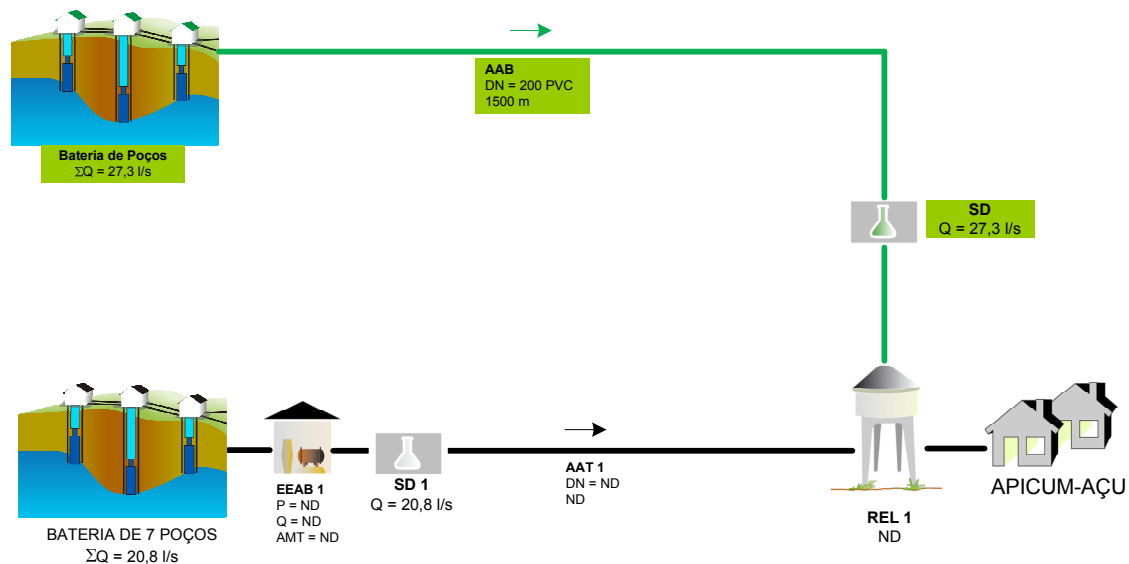 AAB
DN = 200 PVC
1500 m
Bateria de Poços
ΣQ = 27,3 l/s
SD
Q = 27,3 l/s
BATERIA DE 7 POÇOS
ΣQ = 20,8 l/s
EEAB 1
P = ND
Q = ND
AMT = ND
SD 1
Q = 20,8 l/s
AAT 1
DN = ND
ND
REL 1
ND
APICUM-AÇU